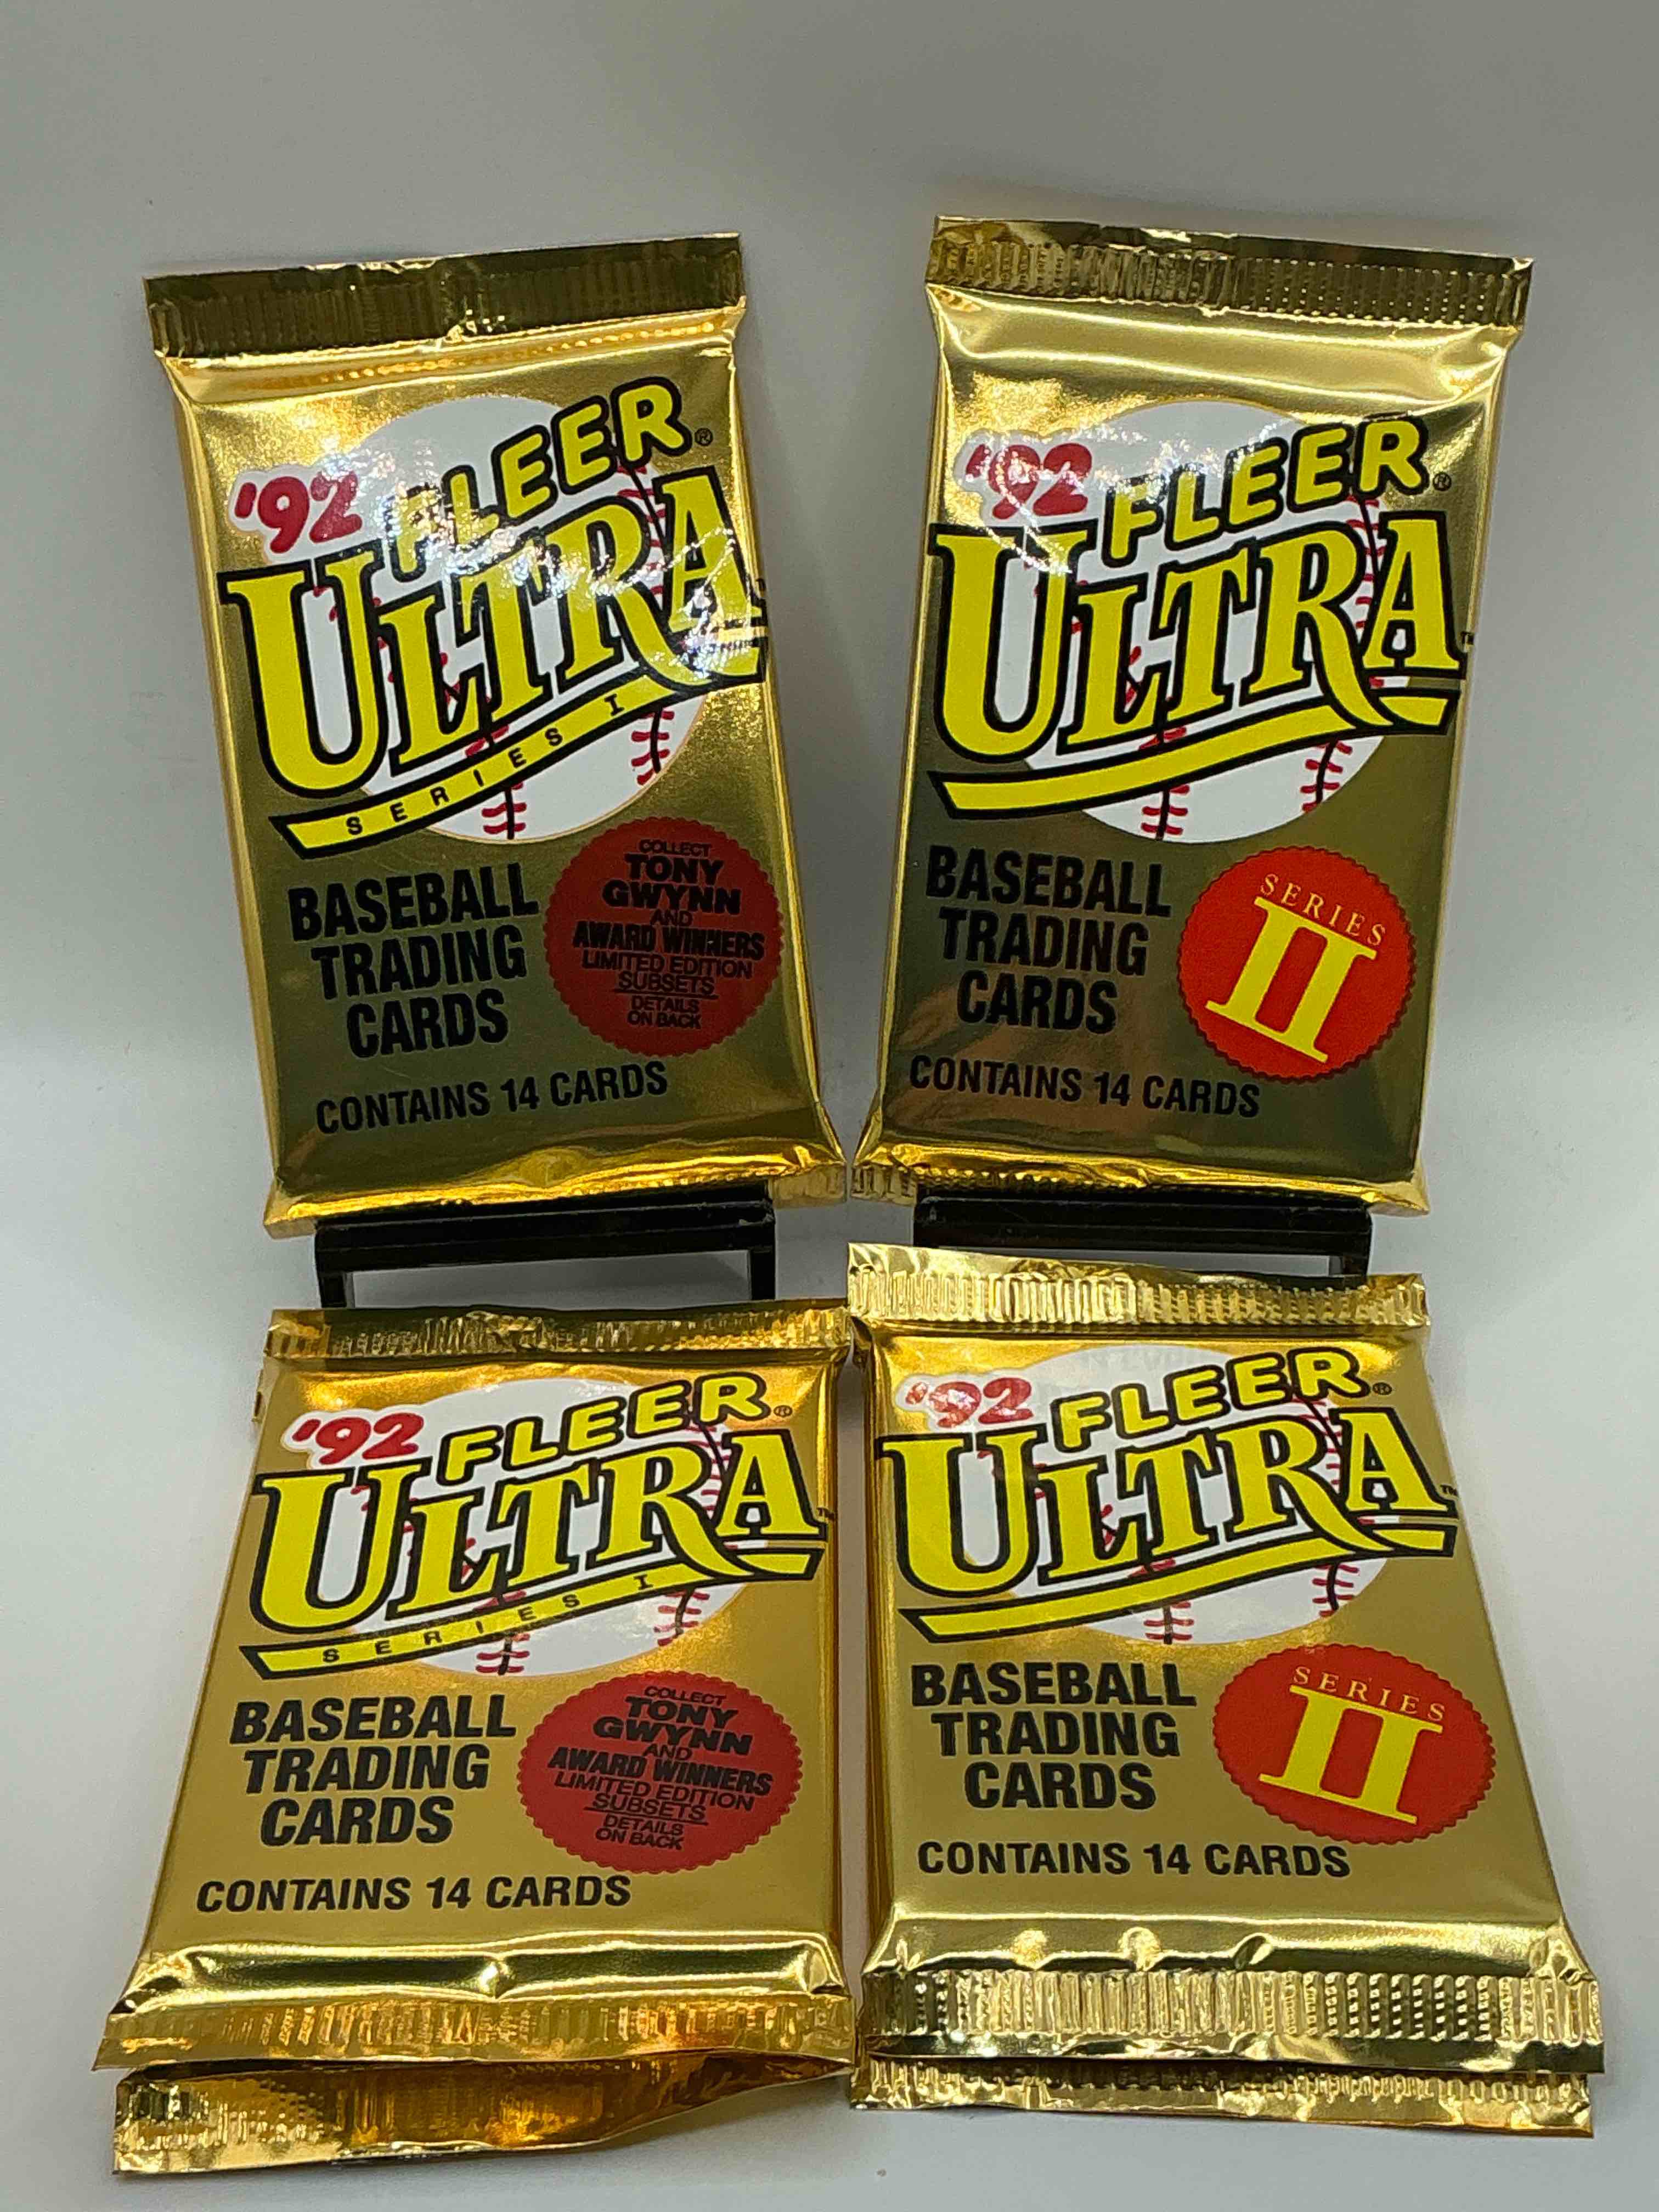 '92 FLEER®
ULTRA
SERIES I
BASEBALL
TRADING
CARDS
COLLECT
TONY
GWYNN
AND
AWARD WINNERS
LIMITED EDITION
SUBSETS
DETAILS
ON BACK
CONTAINS 14 CARDS
'92 FLEER®
ULTRA™
BASEBALL
TRADING
CARDS
SERIES
II
CONTAINS 14 CARDS
'92 FLEER®
ULTRA™
SERIES I
BASEBALL
TRADING
CARDS
COLLECT
TONY
GWYNN
AND
AWARD WINNERS
LIMITED EDITION
SUBSETS
DETAILS
ON BACK
CONTAINS 14 CARDS
'92 FLEER®
ULTRA™
BASEBALL
TRADING
CARDS
SERIES
II
CONTAINS 14 CARDS